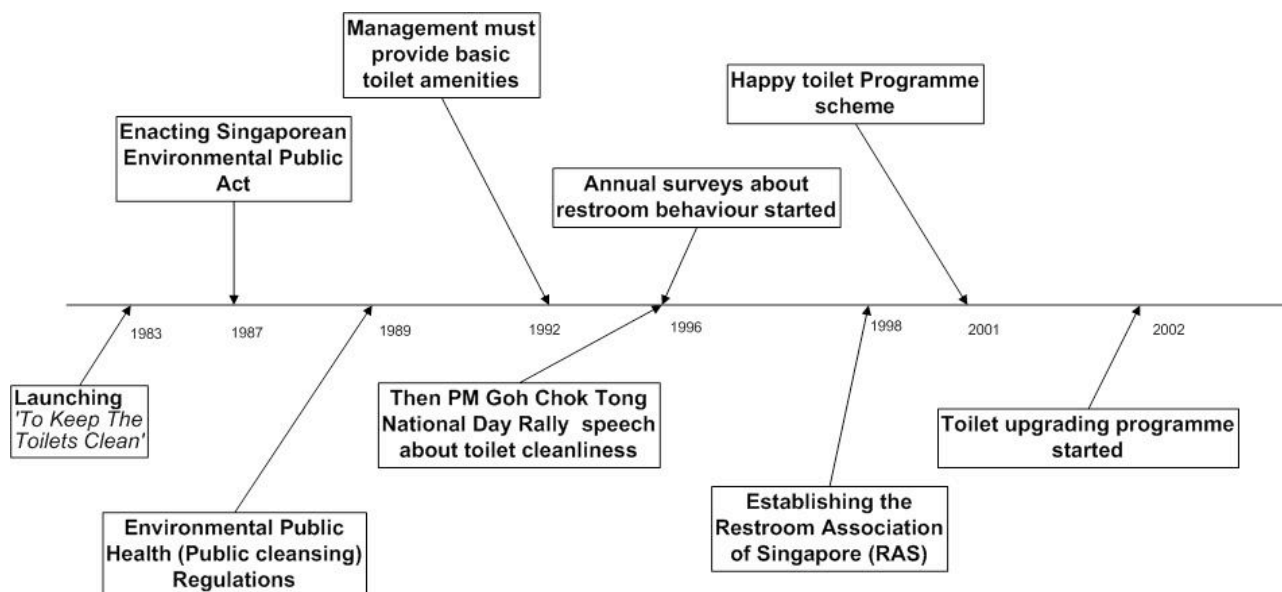 Management must
provide basic
toilet amenities
Happy toilet Programme
scheme
Enacting Singaporean
Environmental Public
Act
Annual surveys about
restroom behaviour started
1983
1987
1989
1992
1996
1998
2001
2002
Launching
'To Keep The
Toilets Clean'
Then PM Goh Chok Tong
National Day Rally speech
about toilet cleanliness
Toilet upgrading programme
started
Environmental Public
Health (Public cleansing)
Regulations
Establishing the
Restroom Association
of Singapore (RAS)